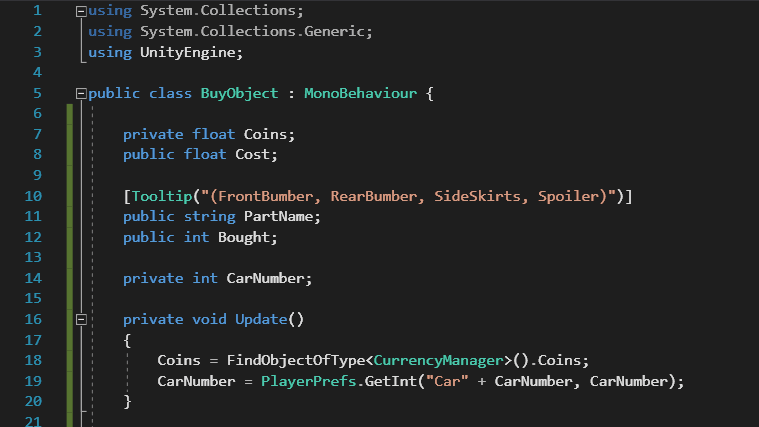 1 using System.Collections;
2 using System.Collections.Generic;
3 using UnityEngine;
4
5 public class BuyObject : MonoBehaviour {
6
7 private float Coins;
8 public float Cost;
9
10 [Tooltip("(FrontBumber, RearBumber, SideSkirts, Spoiler)")]
11 public string PartName;
12 public int Bought;
13
14 private int CarNumber;
15
16 private void Update()
17 {
18 Coins = FindObjectOfType<CurrencyManager>().Coins;
19 CarNumber = PlayerPrefs.GetInt("Car" + CarNumber, CarNumber);
20 }
21